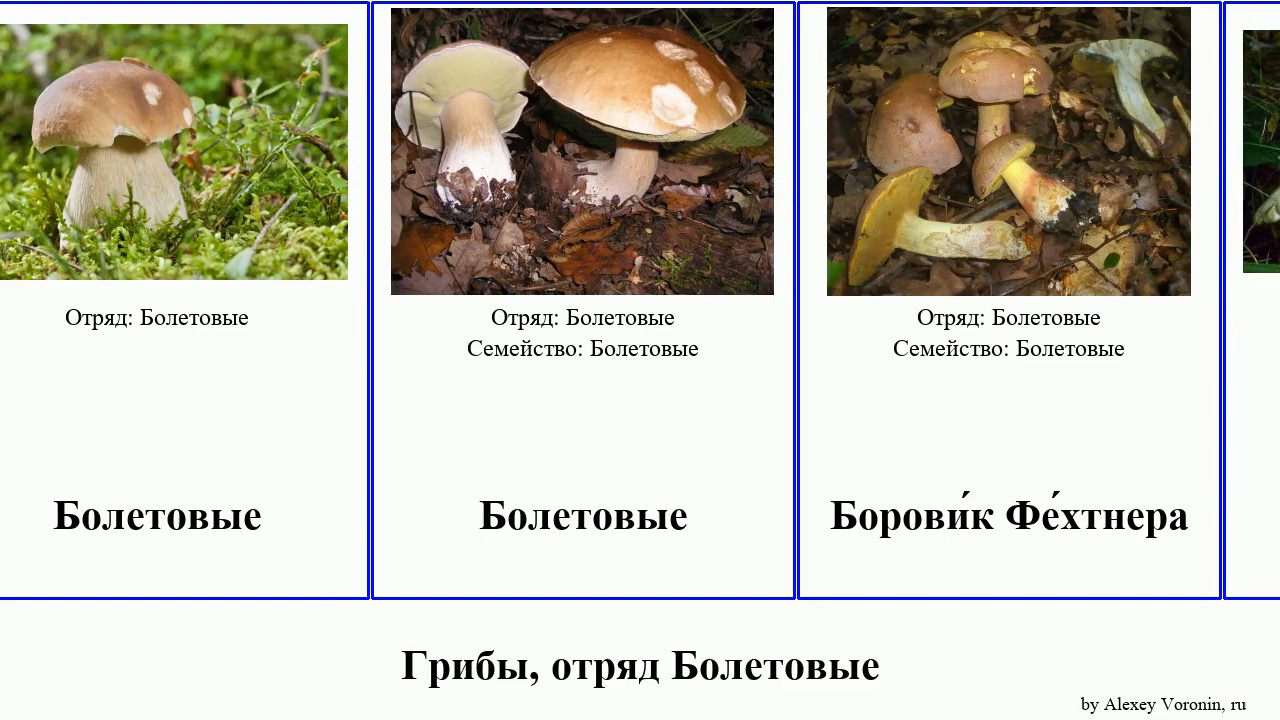 Отряд: Болетовые
Болетовые
Отряд: Болетовые
Семейство: Болетовые
Болетовые
Отряд: Болетовые
Семейство: Болетовые
Борови́к Фе́хтнера
Грибы, отряд Болетовые
by Alexey Voronin, ru